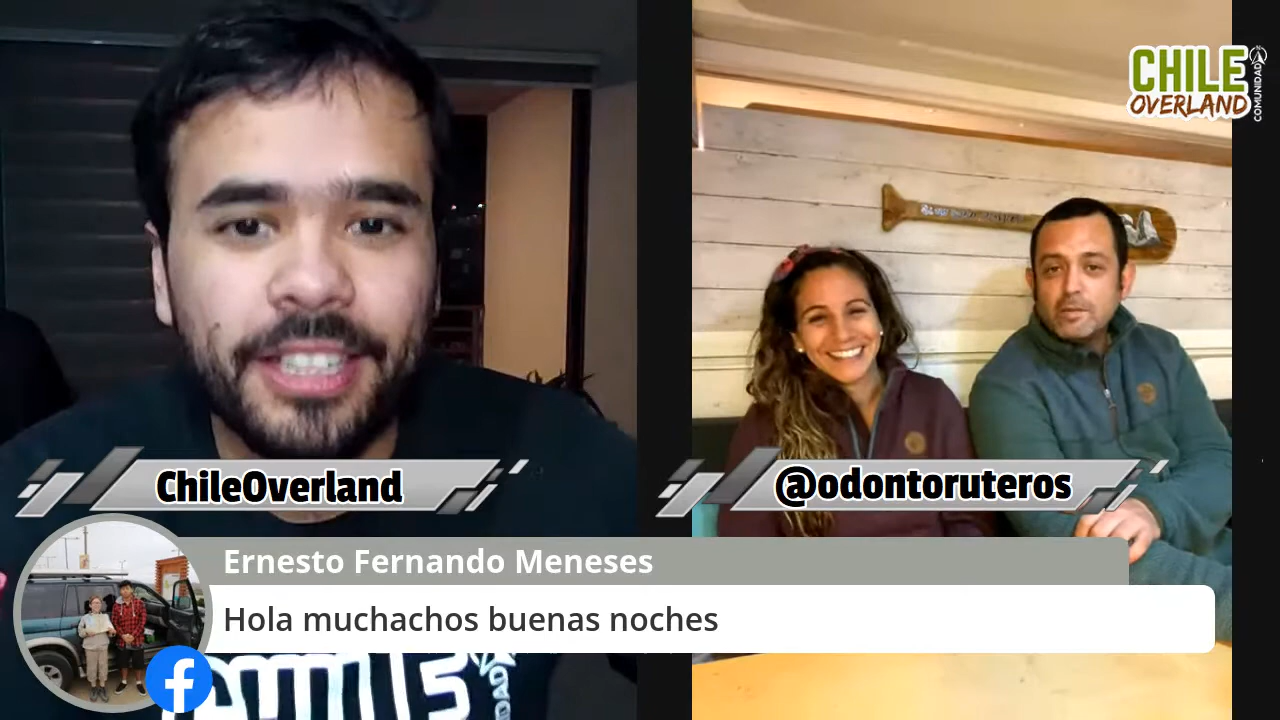 CHILE
OVERLAND
COMUNIDAD
ChileOverland
@odontoruteros
Ernesto Fernando Meneses
Hola muchachos buenas noches